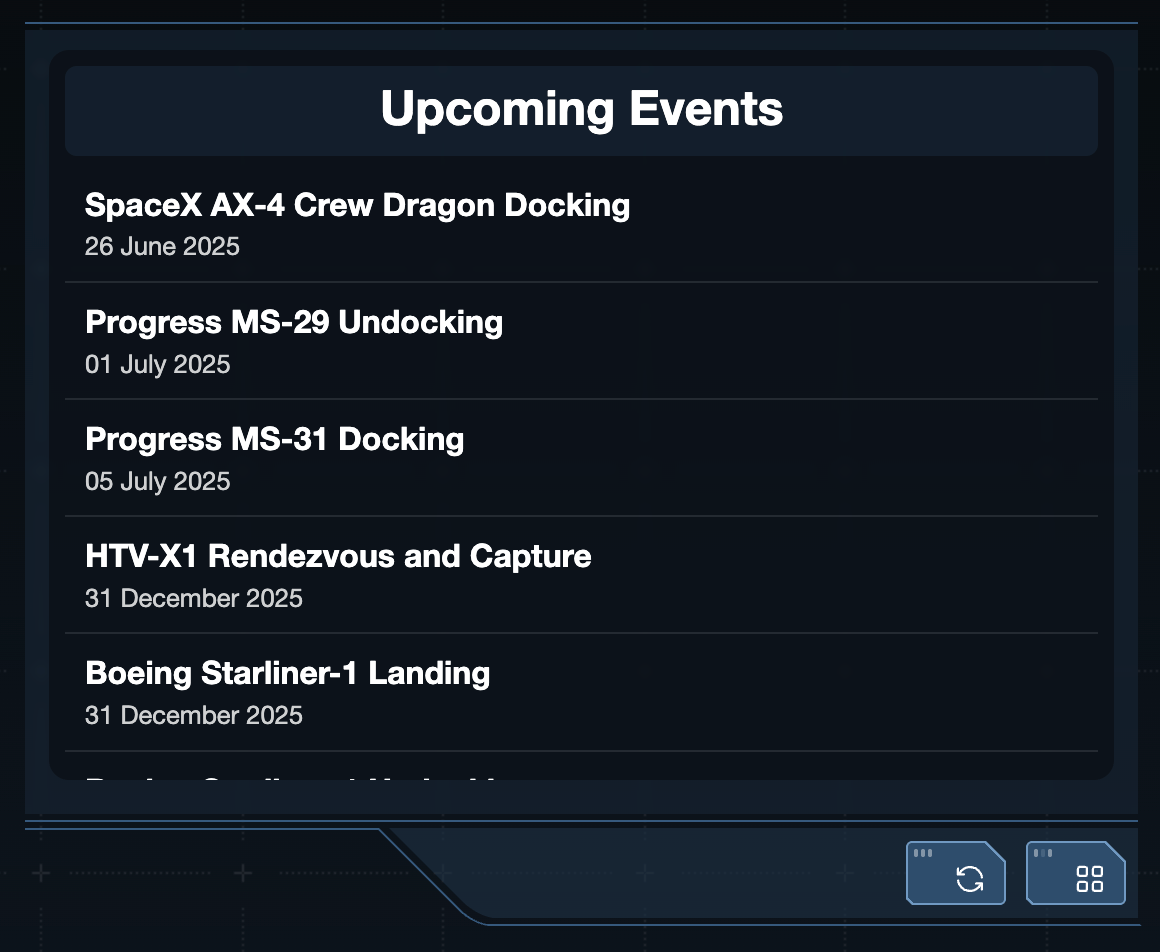 Upcoming Events
SpaceX AX-4 Crew Dragon Docking
26 June 2025
Progress MS-29 Undocking
01 July 2025
Progress MS-31 Docking
05 July 2025
HTV-X1 Rendezvous and Capture
31 December 2025
Boeing Starliner-1 Landing
31 December 2025